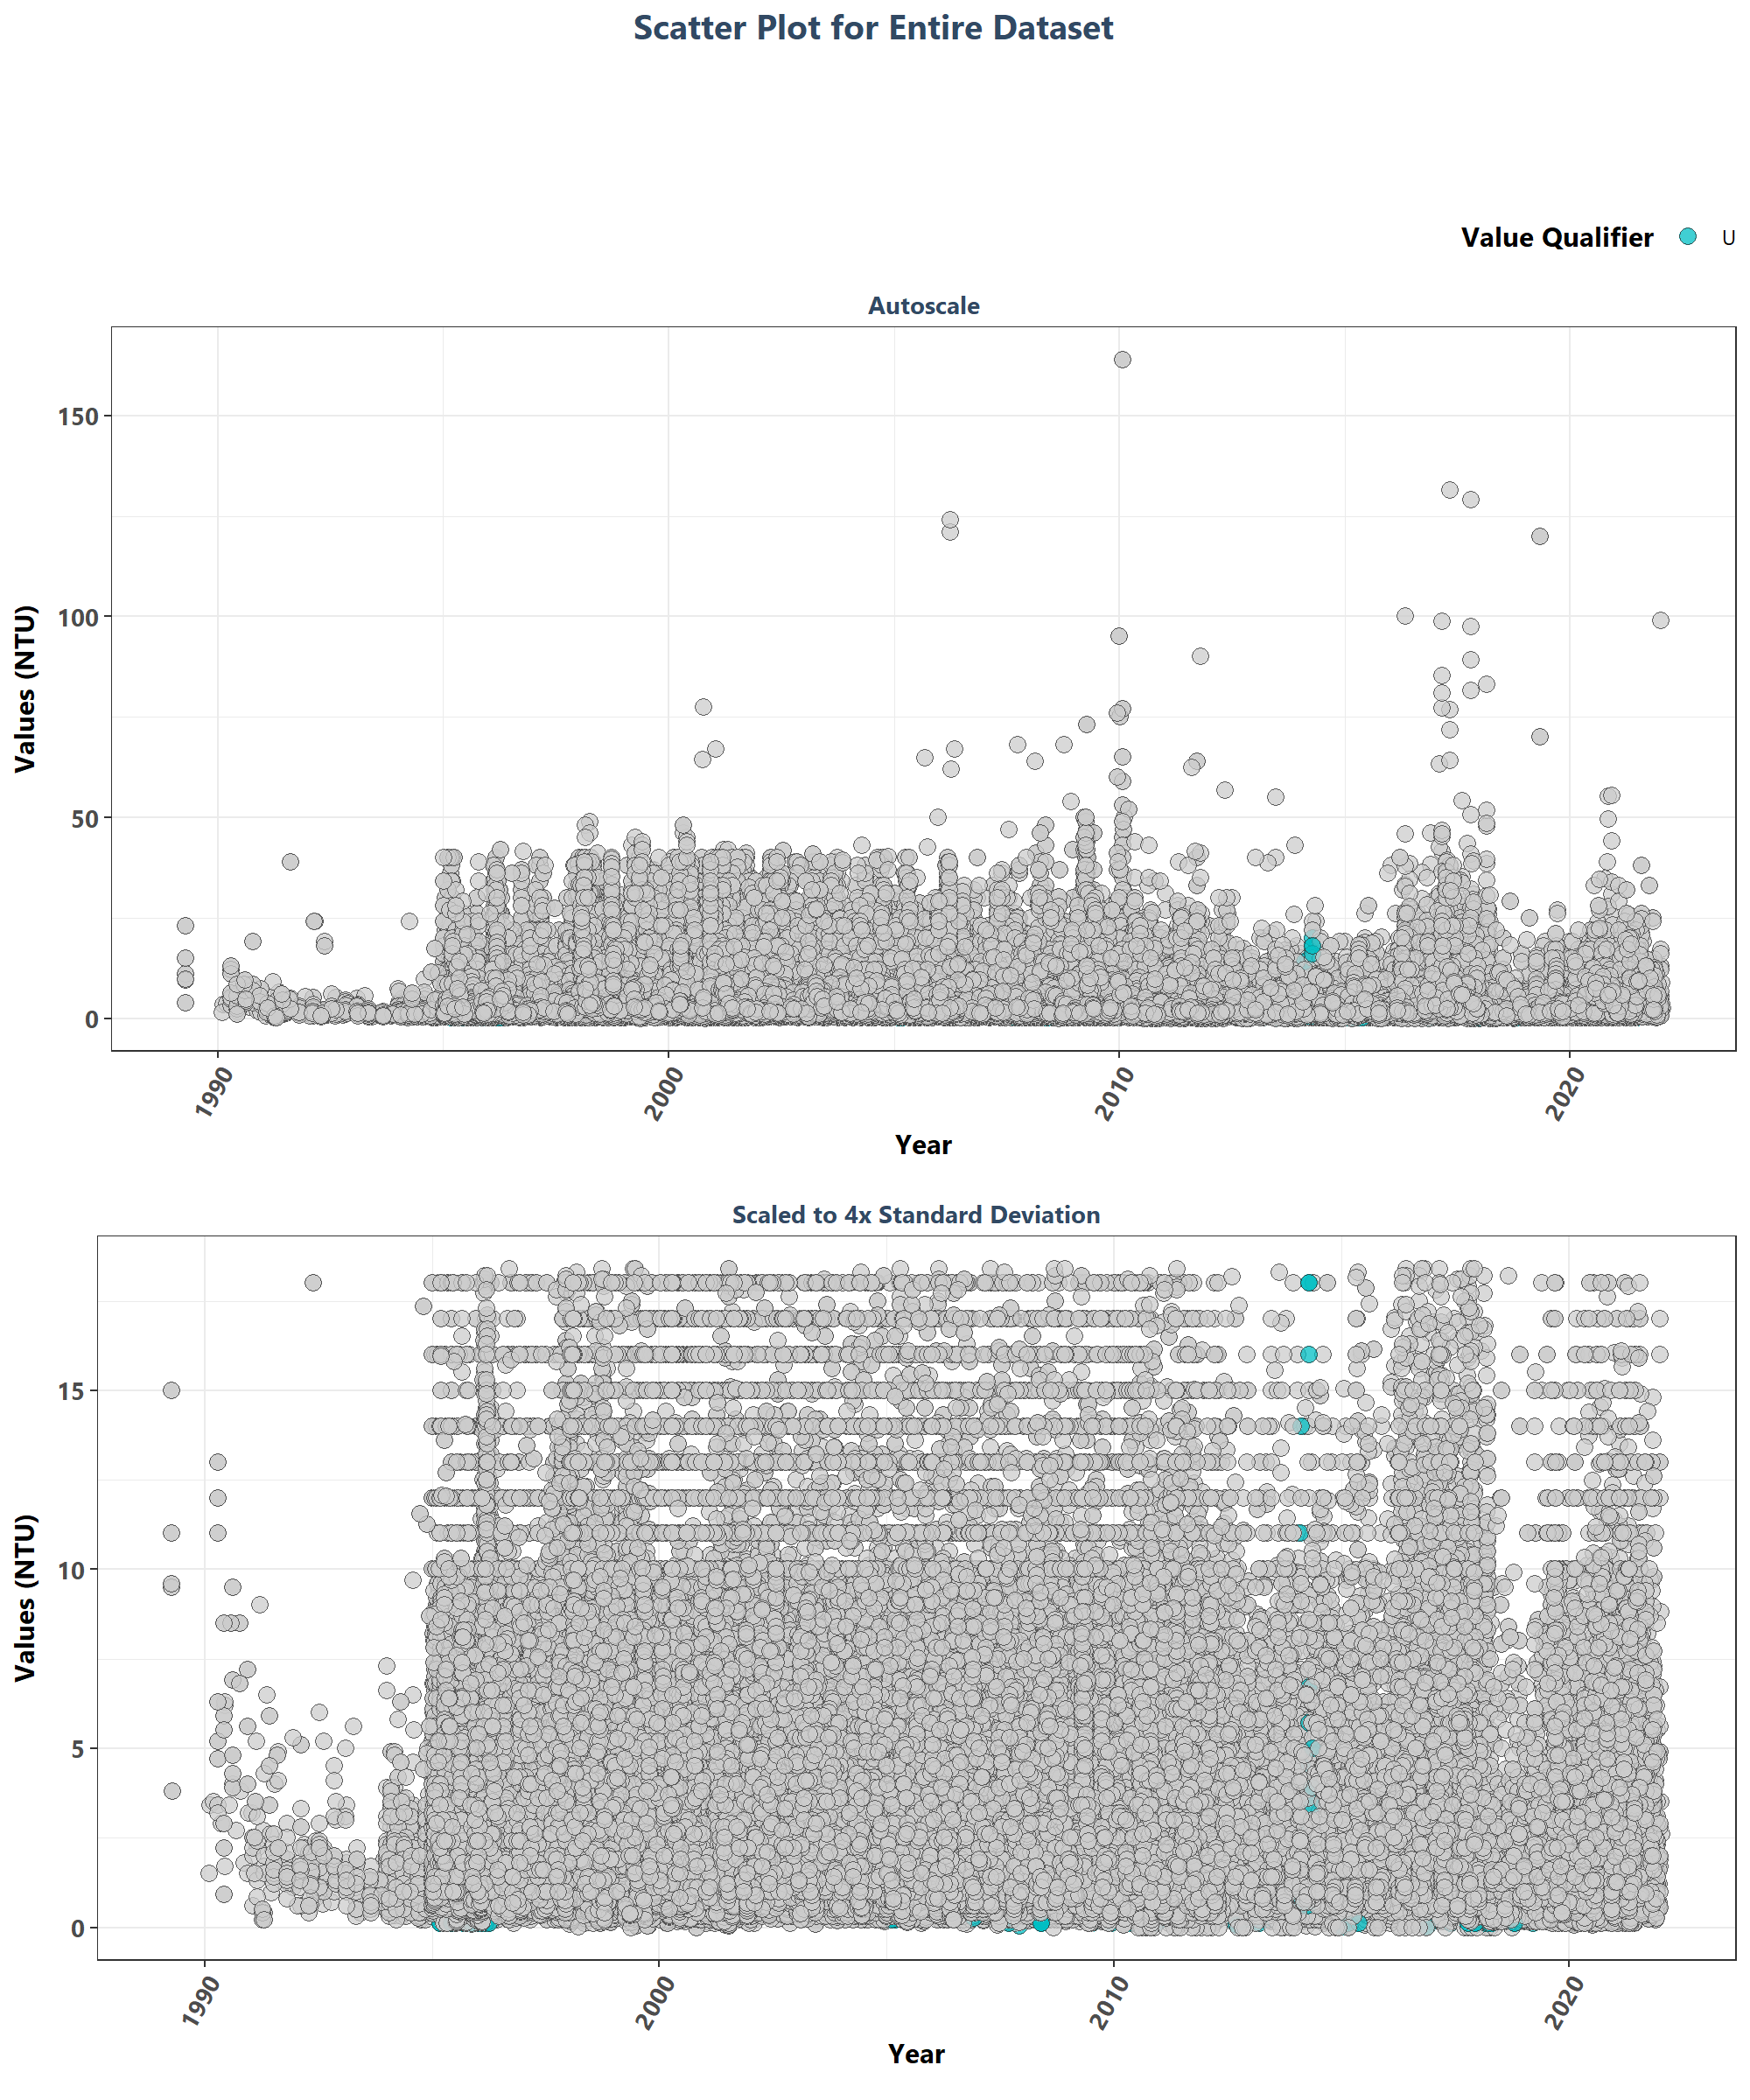 Scatter Plot for Entire Dataset
Value Qualifier U
Autoscale
Values (NTU)
150
100
50
0
1990 2000 2010 2020
Year
Scaled to 4x Standard Deviation
Values (NTU)
15
10
5
0
1990 2000 2010 2020
Year